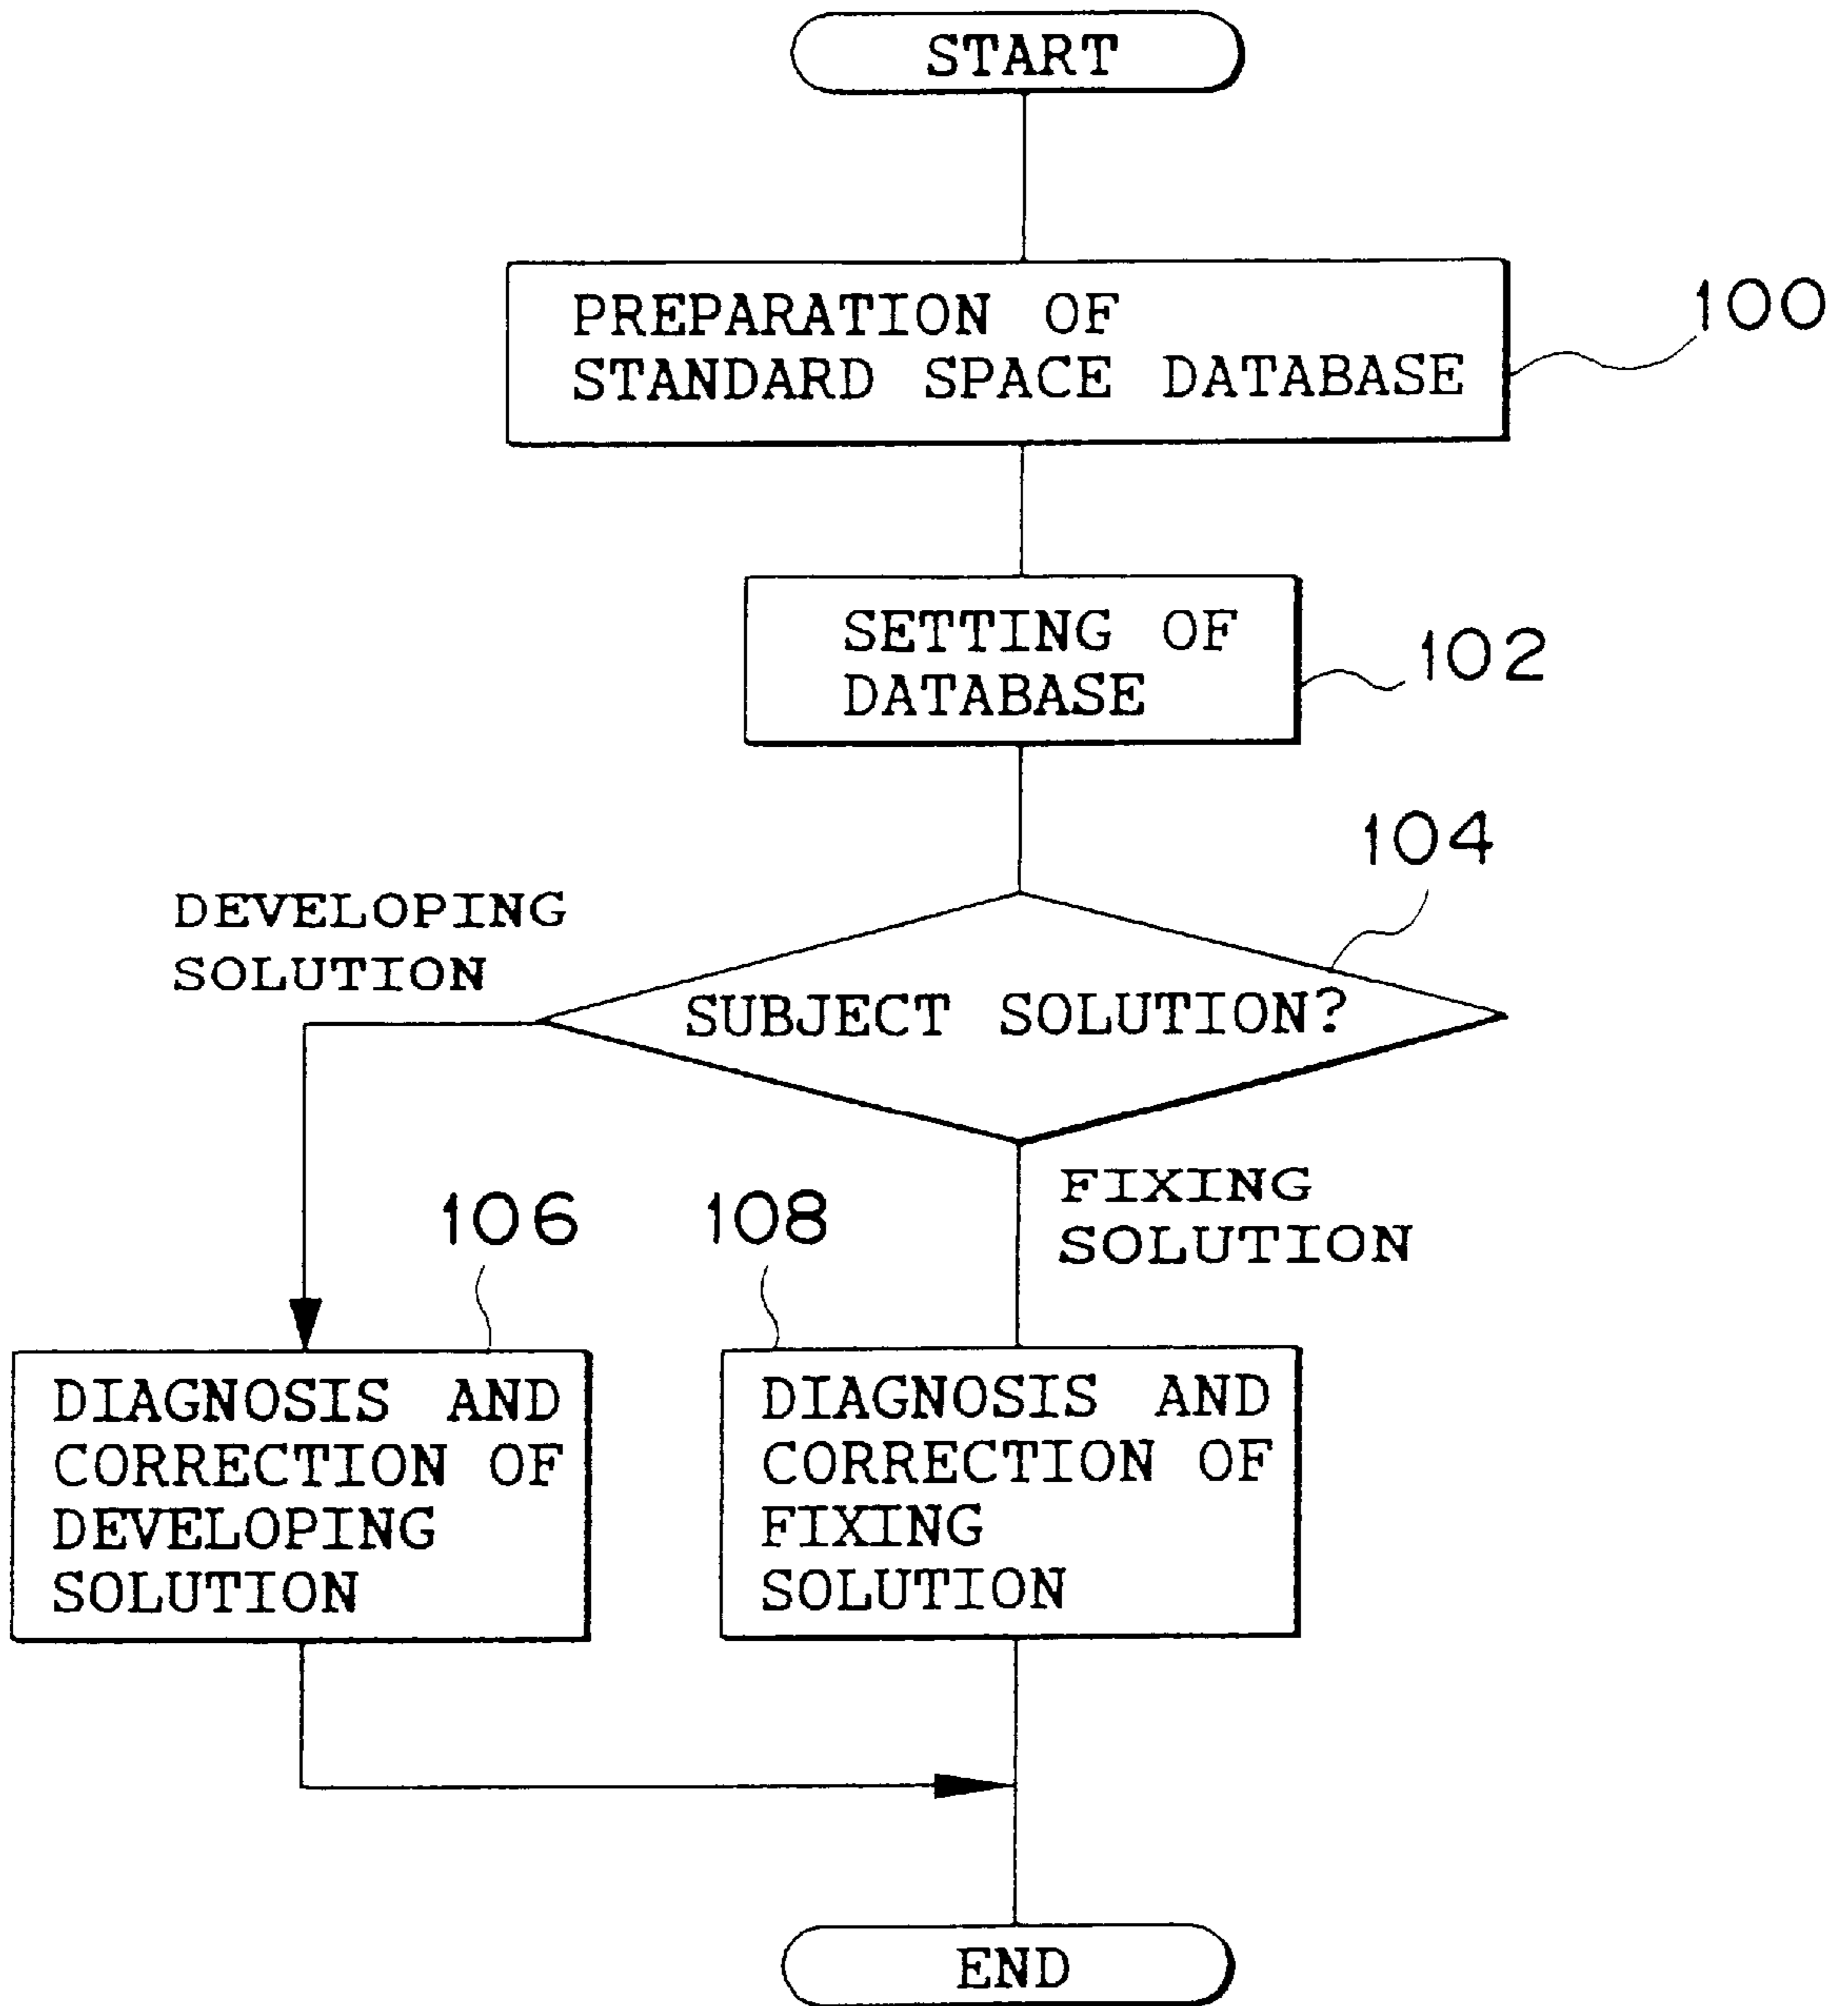 START
PREPARATION OF
STANDARD SPACE DATABASE
100
SETTING OF
DATABASE
102
104
DEVELOPING
SOLUTION
SUBJECT SOLUTION?
FIXING
SOLUTION
106
108
DIAGNOSIS AND
CORRECTION OF
DEVELOPING
SOLUTION
DIAGNOSIS AND
CORRECTION OF
FIXING
SOLUTION
END